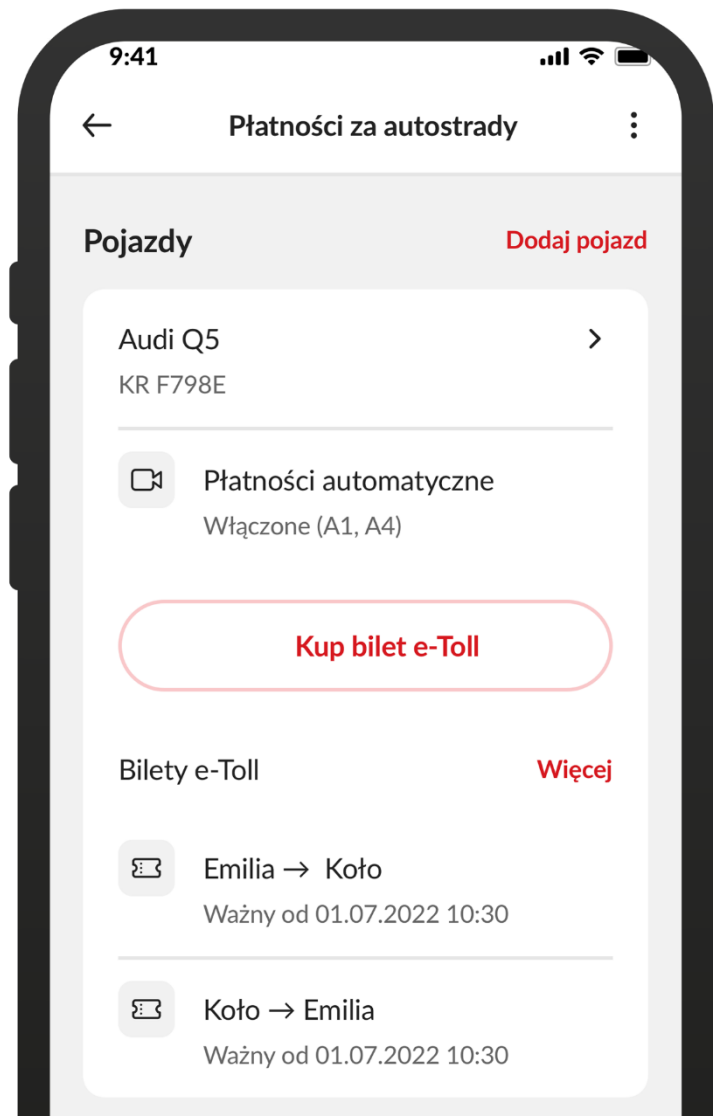 9:41
Płatności za autostrady
Pojazdy
Dodaj pojazd
Audi Q5
KR F798E
Płatności automatyczne
Włączone (A1, A4)
Kup bilet e-Toll
Bilety e-Toll
Więcej
Emilia → Koło
Ważny od 01.07.2022 10:30
Koło → Emilia
Ważny od 01.07.2022 10:30